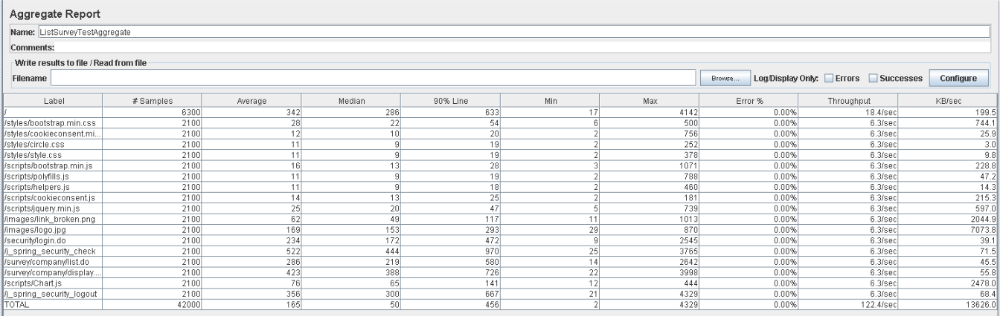 Aggregate Report
Name: ListSurveyTestAggregate
Comments:
Write results to file / Read from file
Filename Browse... Log/Display Only: Errors Successes Configure
Label # Samples Average Median 90% Line Min Max Error % Throughput KB/sec
/ 6300 342 286 633 17 4142 0.00% 18.4/sec 199.5
/styles/bootstrap.min.css 2100 28 22 54 6 500 0.00% 6.3/sec 744.1
/styles/cookieconsent.mi... 2100 12 10 20 2 756 0.00% 6.3/sec 25.9
/styles/circle.css 2100 11 9 19 2 252 0.00% 6.3/sec 3.0
/styles/style.css 2100 11 9 19 2 378 0.00% 6.3/sec 9.8
/scripts/bootstrap.min.js 2100 16 13 28 3 1071 0.00% 6.3/sec 228.8
/scripts/polyfills.js 2100 11 9 19 2 788 0.00% 6.3/sec 47.2
/scripts/helpers.js 2100 11 9 18 2 460 0.00% 6.3/sec 14.3
/scripts/cookieconsent.js 2100 14 13 25 2 181 0.00% 6.3/sec 215.3
/scripts/jquery.min.js 2100 25 20 47 5 739 0.00% 6.3/sec 597.0
/images/link_broken.png 2100 62 49 117 11 1013 0.00% 6.3/sec 2044.9
/images/logo.jpg 2100 169 153 293 29 870 0.00% 6.3/sec 7073.8
/security/login.do 2100 234 172 472 9 2545 0.00% 6.3/sec 39.1
/j_spring_security_check 2100 522 444 970 25 3765 0.00% 6.3/sec 71.5
/survey/company/list.do 2100 286 219 580 14 2642 0.00% 6.3/sec 45.5
/survey/company/display.... 2100 423 388 726 22 3998 0.00% 6.3/sec 55.8
/scripts/Chart.js 2100 76 65 141 12 444 0.00% 6.3/sec 2478.0
/j_spring_security_logout 2100 356 300 667 21 4329 0.00% 6.3/sec 68.4
TOTAL 42000 165 50 456 2 4329 0.00% 122.4/sec 13626.0